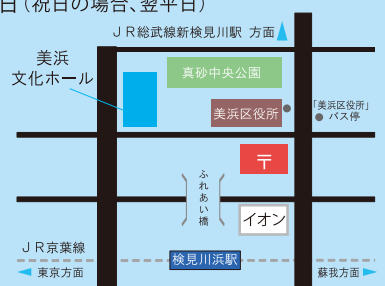 日(祝日の場合、翌平日)
JR総武線新検見川駅 方面
美浜
文化ホール
真砂中央公園
美浜区役所
「美浜区役所」
バス停
〒
ふれあい橋
イオン
JR京葉線
検見川浜駅
東京方面
蘇我方面